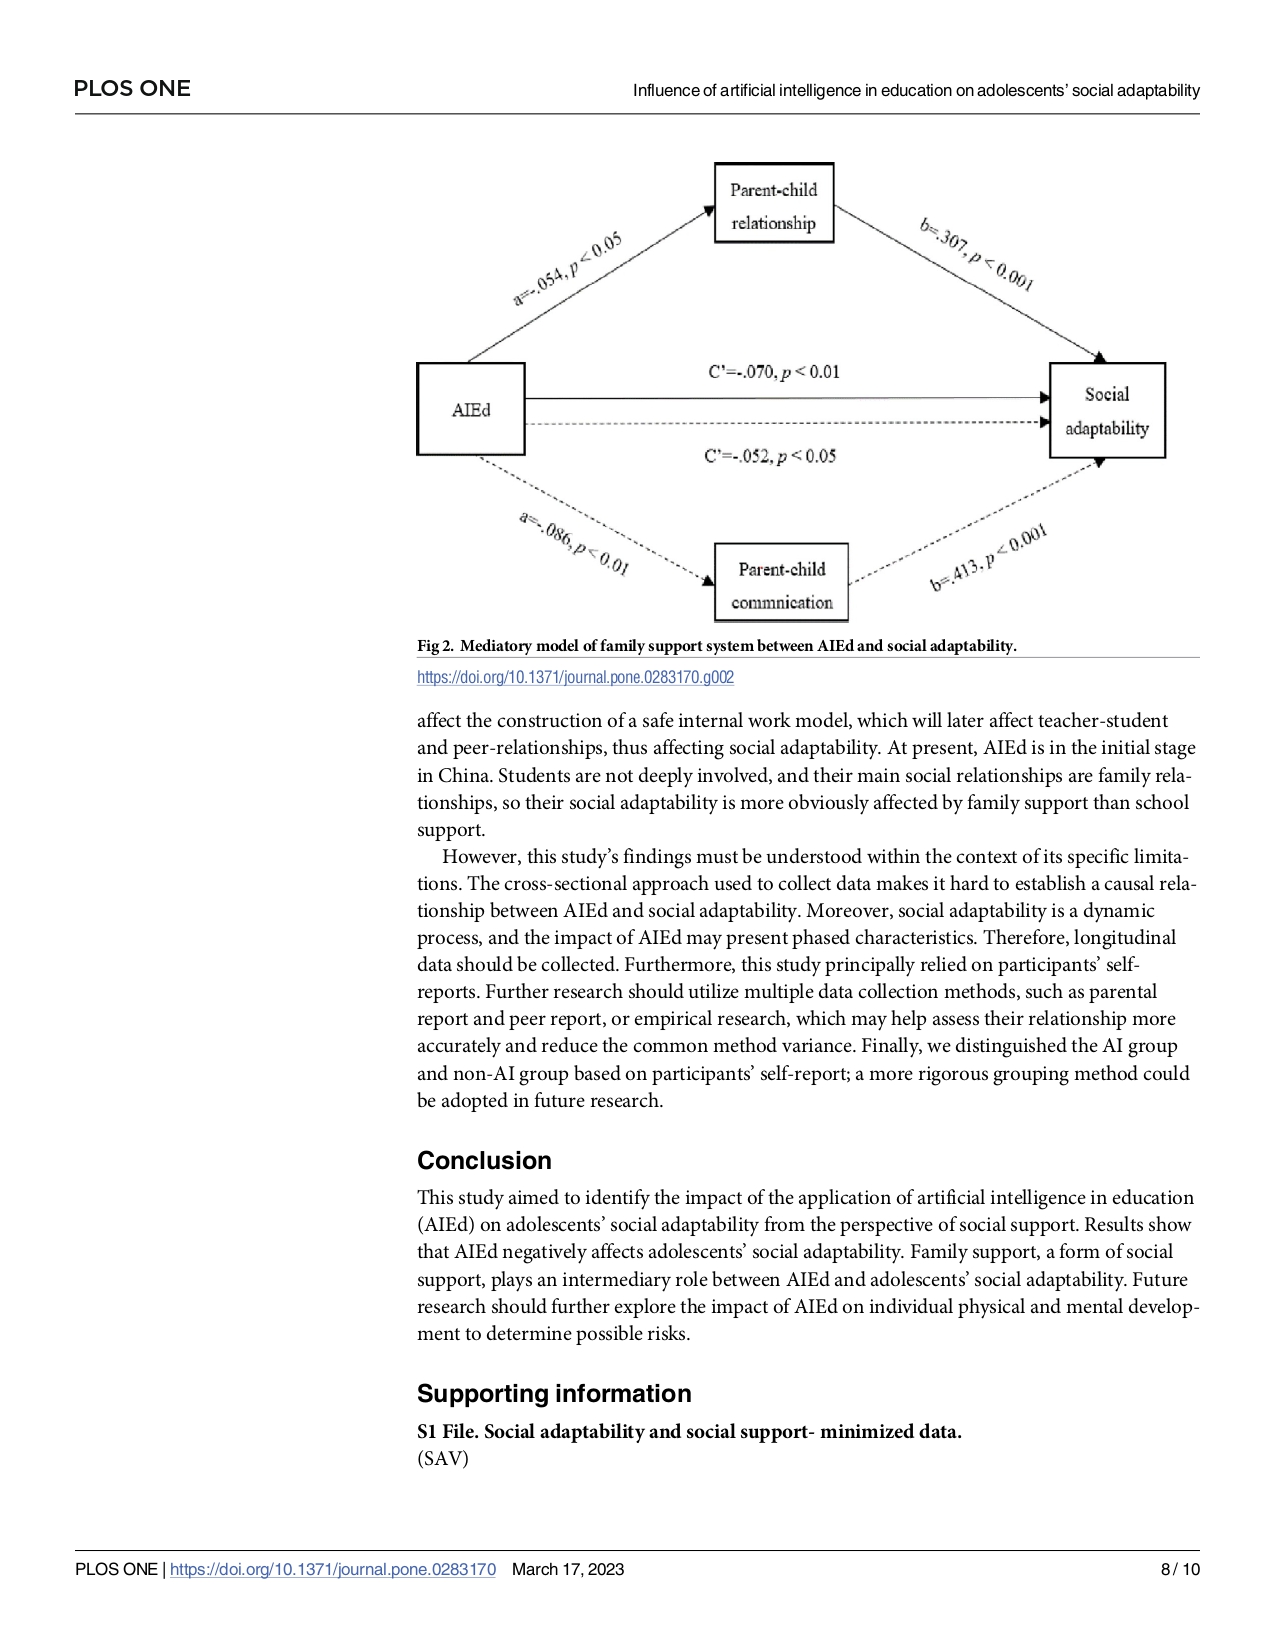 PLOS ONE
Influence of artificial intelligence in education on adolescents’ social adaptability
Parent-child
relationship
a=-.054, p < 0.05
b=.307, p < 0.001
C’=-.070, p < 0.01
AIEd
Social
adaptability
C’=-.052, p < 0.05
a=-.086, p < 0.01
b=.413, p < 0.001
Parent-child
commnication
Fig 2. Mediatory model of family support system between AIEd and social adaptability.
https://doi.org/10.1371/journal.pone.0283170.g002
affect the construction of a safe internal work model, which will later affect teacher-student
and peer-relationships, thus affecting social adaptability. At present, AIEd is in the initial stage
in China. Students are not deeply involved, and their main social relationships are family rela-
tionships, so their social adaptability is more obviously affected by family support than school
support.
However, this study’s findings must be understood within the context of its specific limita-
tions. The cross-sectional approach used to collect data makes it hard to establish a causal rela-
tionship between AIEd and social adaptability. Moreover, social adaptability is a dynamic
process, and the impact of AIEd may present phased characteristics. Therefore, longitudinal
data should be collected. Furthermore, this study principally relied on participants’ self-
reports. Further research should utilize multiple data collection methods, such as parental
report and peer report, or empirical research, which may help assess their relationship more
accurately and reduce the common method variance. Finally, we distinguished the AI group
and non-AI group based on participants’ self-report; a more rigorous grouping method could
be adopted in future research.
Conclusion
This study aimed to identify the impact of the application of artificial intelligence in education
(AIEd) on adolescents’ social adaptability from the perspective of social support. Results show
that AIEd negatively affects adolescents’ social adaptability. Family support, a form of social
support, plays an intermediary role between AIEd and adolescents’ social adaptability. Future
research should further explore the impact of AIEd on individual physical and mental develop-
ment to determine possible risks.
Supporting information
S1 File. Social adaptability and social support- minimized data.
(SAV)
PLOS ONE | https://doi.org/10.1371/journal.pone.0283170 March 17, 2023
8 / 10